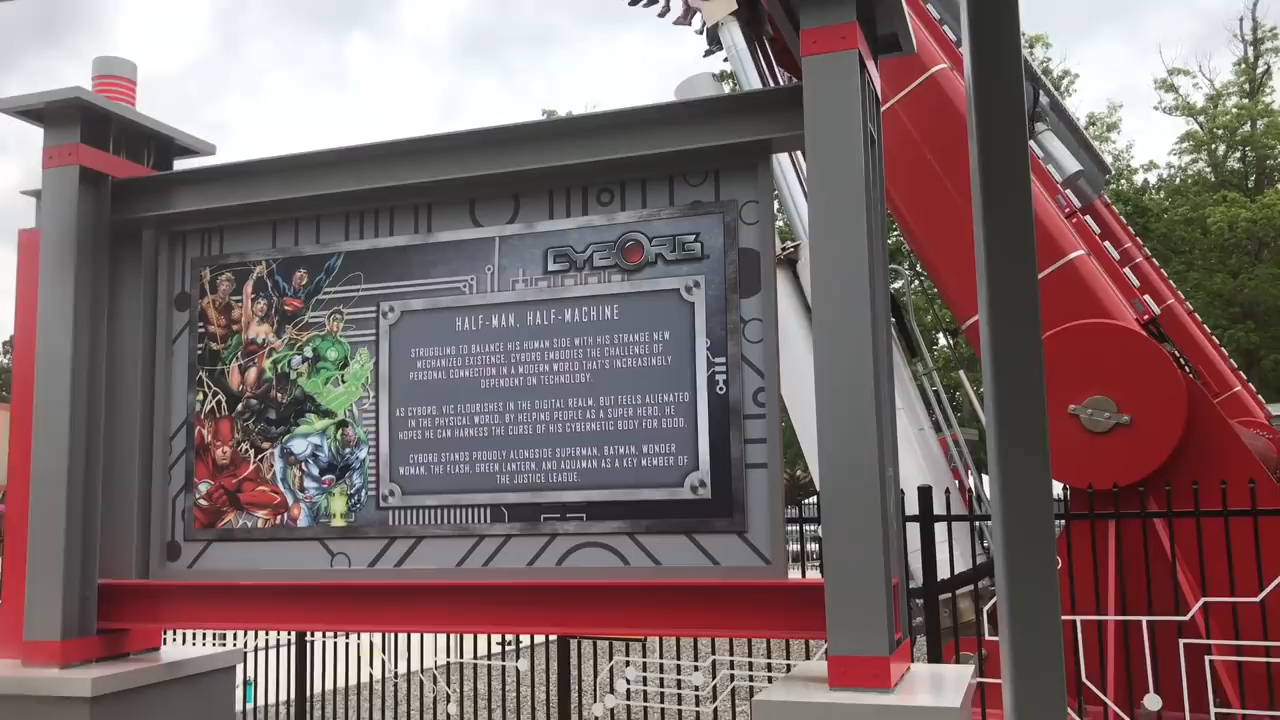 CYBORG
HALF-MAN, HALF-MACHINE
STRUGGLING TO BALANCE HIS HUMAN SIDE WITH HIS STRANGE NEW
MECHANIZED EXISTENCE, CYBORG EMBODIES THE CHALLENGE OF
PERSONAL CONNECTION IN A MODERN WORLD THAT'S INCREASINGLY
DEPENDENT ON TECHNOLOGY.
AS CYBORG, VIC FLOURISHES IN THE DIGITAL REALM, BUT FEELS ALIENATED
IN THE PHYSICAL WORLD. BY HELPING PEOPLE AS A SUPER HERO, HE
HOPES HE CAN HARNESS THE CURSE OF HIS CYBERNETIC BODY FOR GOOD.
CYBORG STANDS PROUDLY ALONGSIDE SUPERMAN, BATMAN, WONDER
WOMAN, THE FLASH, GREEN LANTERN, AND AQUAMAN AS A KEY MEMBER OF
THE JUSTICE LEAGUE.